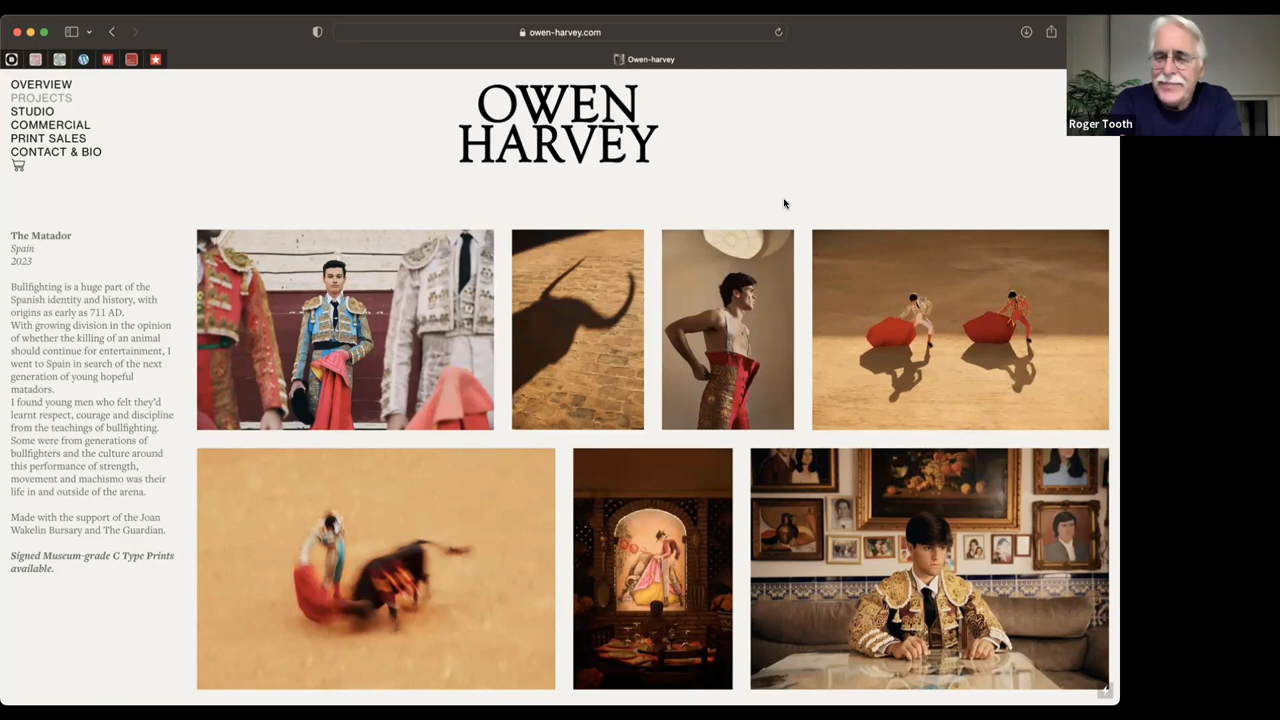 owen-harvey.com
W
Owen-harvey
Roger Tooth
OVERVIEW
PROJECTS
STUDIO
COMMERCIAL
PRINT SALES
CONTACT & BIO
OWEN
HARVEY
The Matador
Spain
2023
Bullfighting is a huge part of the
Spanish identity and history, with
origins as early as 711 AD.
With growing division in the opinion
of whether the killing of an animal
should continue for entertainment, I
went to Spain in search of the next
generation of young hopeful
matadors.
I found young men who felt they'd
learnt respect, courage and discipline
from the teachings of bullfighting.
Some were from generations of
bullfighters and the culture around
this performance of strength,
movement and machismo was their
life in and outside of the arena.
Made with the support of the Joan
Wakelin Bursary and The Guardian.
Signed Museum-grade C Type Prints
available.